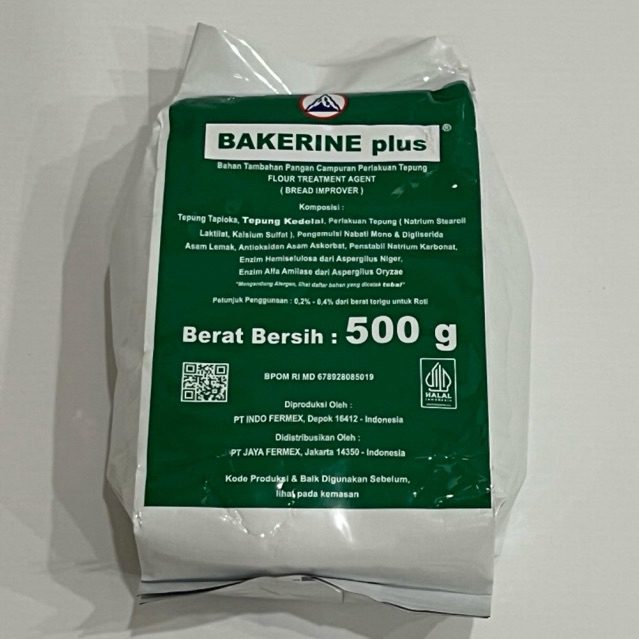 BAKERINE plus ®
Bahan Tambahan Pangan Campuran Perlakuan Tepung
FLOUR TREATMENT AGENT
( BREAD IMPROVER )
Komposisi :
Tepung Tapioka, Tepung Kedelai, Perlakuan Tepung ( Natrium Stearoil
Laktilat, Kalsium Sulfat ), Pengemulsi Nabati Mono & Digliserida
Asam Lemak, Antioksidan Asam Askorbat, Penstabil Natrium Karbonat,
Enzim Hemiselulosa dari Aspergilus Niger,
Enzim Alfa Amilase dari Aspergilus Oryzae
"Mengandung Alergen, lihat daftar bahan yang dicetak tebal"
Petunjuk Penggunaan : 0,2% - 0,4% dari berat terigu untuk Roti
Berat Bersih : 500 g
BPOM RI MD 678928085019
HALAL
INDONESIA
Diproduksi Oleh :
PT INDO FERMEX, Depok 16412 - Indonesia
Didistribusikan Oleh :
PT JAYA FERMEX, Jakarta 14350 - Indonesia
Kode Produksi & Baik Digunakan Sebelum,
lihat pada kemasan